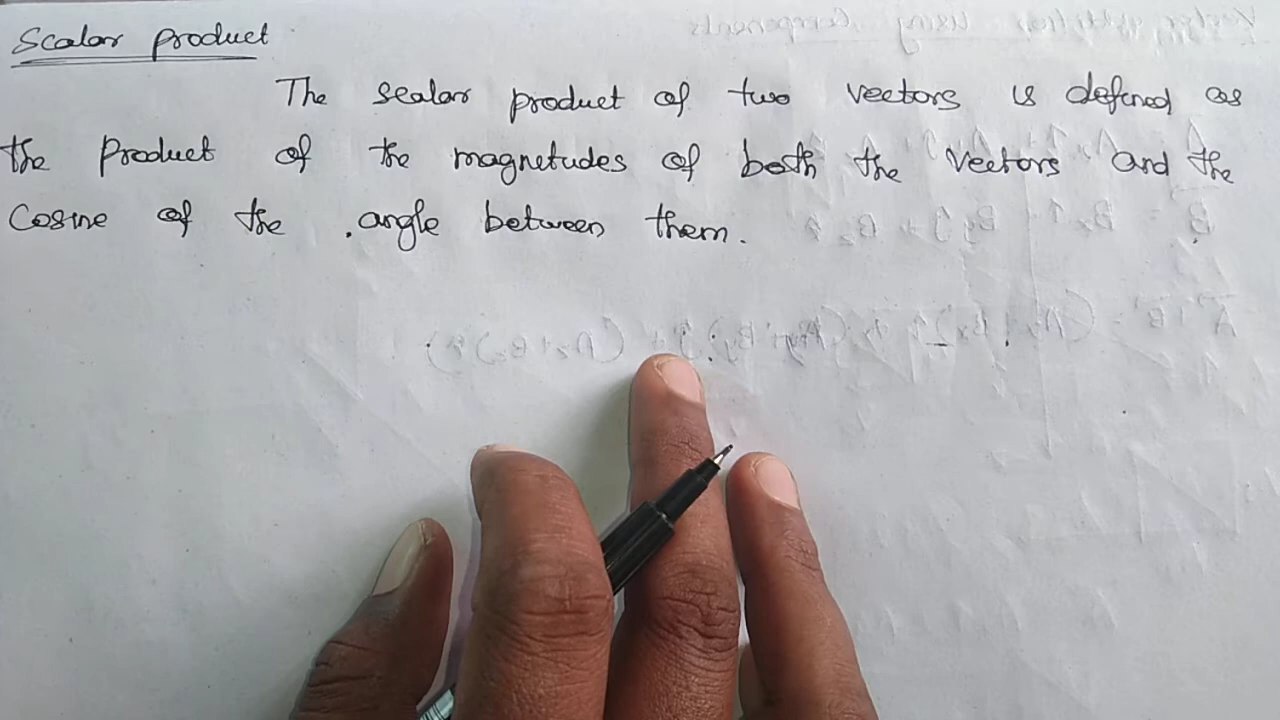 Scalar product
The scalar product of two vectors is defined as
the product of the magnetudes of both the vectors and the
Cosine of the angle between them.